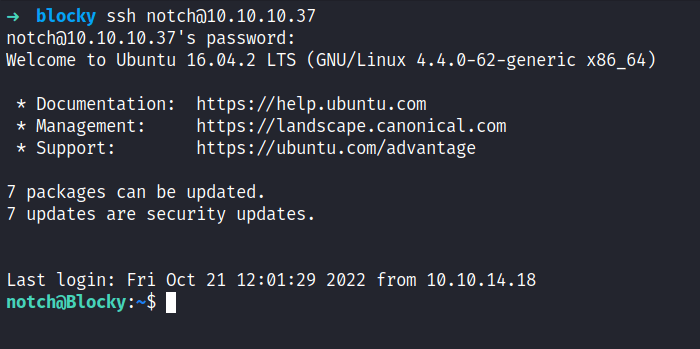 → blocky ssh notch@10.10.10.37
notch@10.10.10.37's password:
Welcome to Ubuntu 16.04.2 LTS (GNU/Linux 4.4.0-62-generic x86_64)
* Documentation: https://help.ubuntu.com
* Management: https://landscape.canonical.com
* Support: https://ubuntu.com/advantage
7 packages can be updated.
7 updates are security updates.
Last login: Fri Oct 21 12:01:29 2022 from 10.10.14.18
notch@Blocky:~$